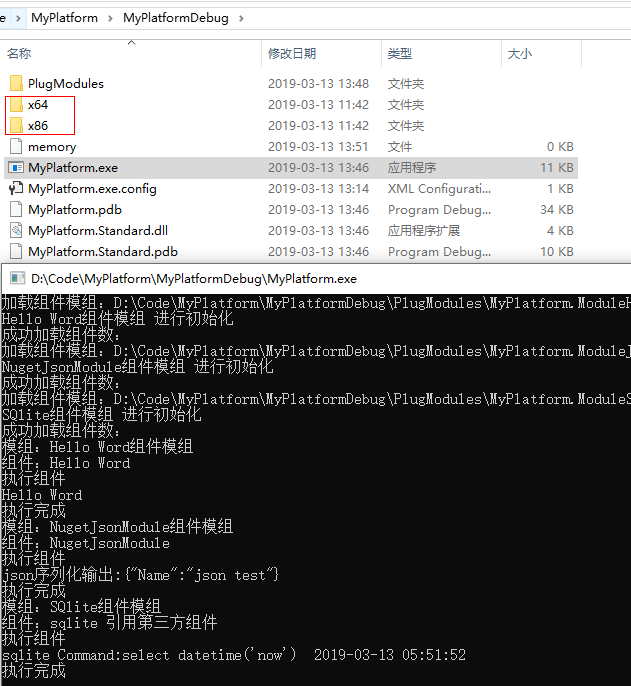 e › MyPlatform › MyPlatformDebug ›
名称 修改日期 类型 大小
PlugModules 2019-03-13 13:48 文件夹
x64 2019-03-13 11:42 文件夹
x86 2019-03-13 11:42 文件夹
memory 2019-03-13 13:51 文件 0 KB
MyPlatform.exe 2019-03-13 13:46 应用程序 11 KB
MyPlatform.exe.config 2019-03-13 13:14 XML Configurati... 1 KB
MyPlatform.pdb 2019-03-13 13:46 Program Debug... 34 KB
MyPlatform.Standard.dll 2019-03-13 13:46 应用程序扩展 4 KB
MyPlatform.Standard.pdb 2019-03-13 13:46 Program Debug... 10 KB
D:\Code\MyPlatform\MyPlatformDebug\MyPlatform.exe
加载组件模组：D:\Code\MyPlatform\MyPlatformDebug\PlugModules\MyPlatform.ModuleH
Hello Word组件模组 进行初始化
成功加载组件数：
加载组件模组：D:\Code\MyPlatform\MyPlatformDebug\PlugModules\MyPlatform.ModuleJ
NugetJsonModule组件模组 进行初始化
成功加载组件数：
加载组件模组：D:\Code\MyPlatform\MyPlatformDebug\PlugModules\MyPlatform.ModuleS
SQlite组件模组 进行初始化
成功加载组件数：
模组：Hello Word组件模组
组件：Hello Word
执行组件
Hello Word
执行完成
模组：NugetJsonModule组件模组
组件：NugetJsonModule
执行组件
json序列化输出:{"Name":"json test"}
执行完成
模组：SQlite组件模组
组件：sqlite 引用第三方组件
执行组件
sqlite Command:select datetime('now') 2019-03-13 05:51:52
执行完成